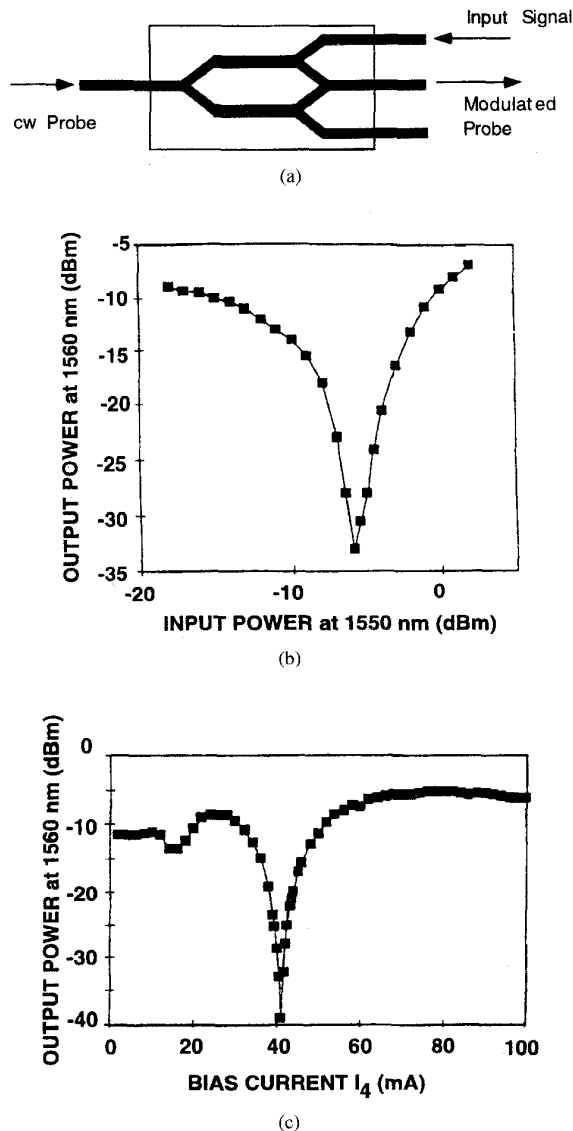 Input Signal
cw Probe
Modulated
Probe
(a)
OUTPUT POWER at 1560 nm (dBm)
-5
-10
-15
-20
-25
-30
-35
-20
-10
0
INPUT POWER at 1550 nm (dBm)
(b)
OUTPUT POWER at 1560 nm (dBm)
0
-10
-20
-30
-40
0
20
40
60
80
100
BIAS CURRENT I4 (mA)
(c)